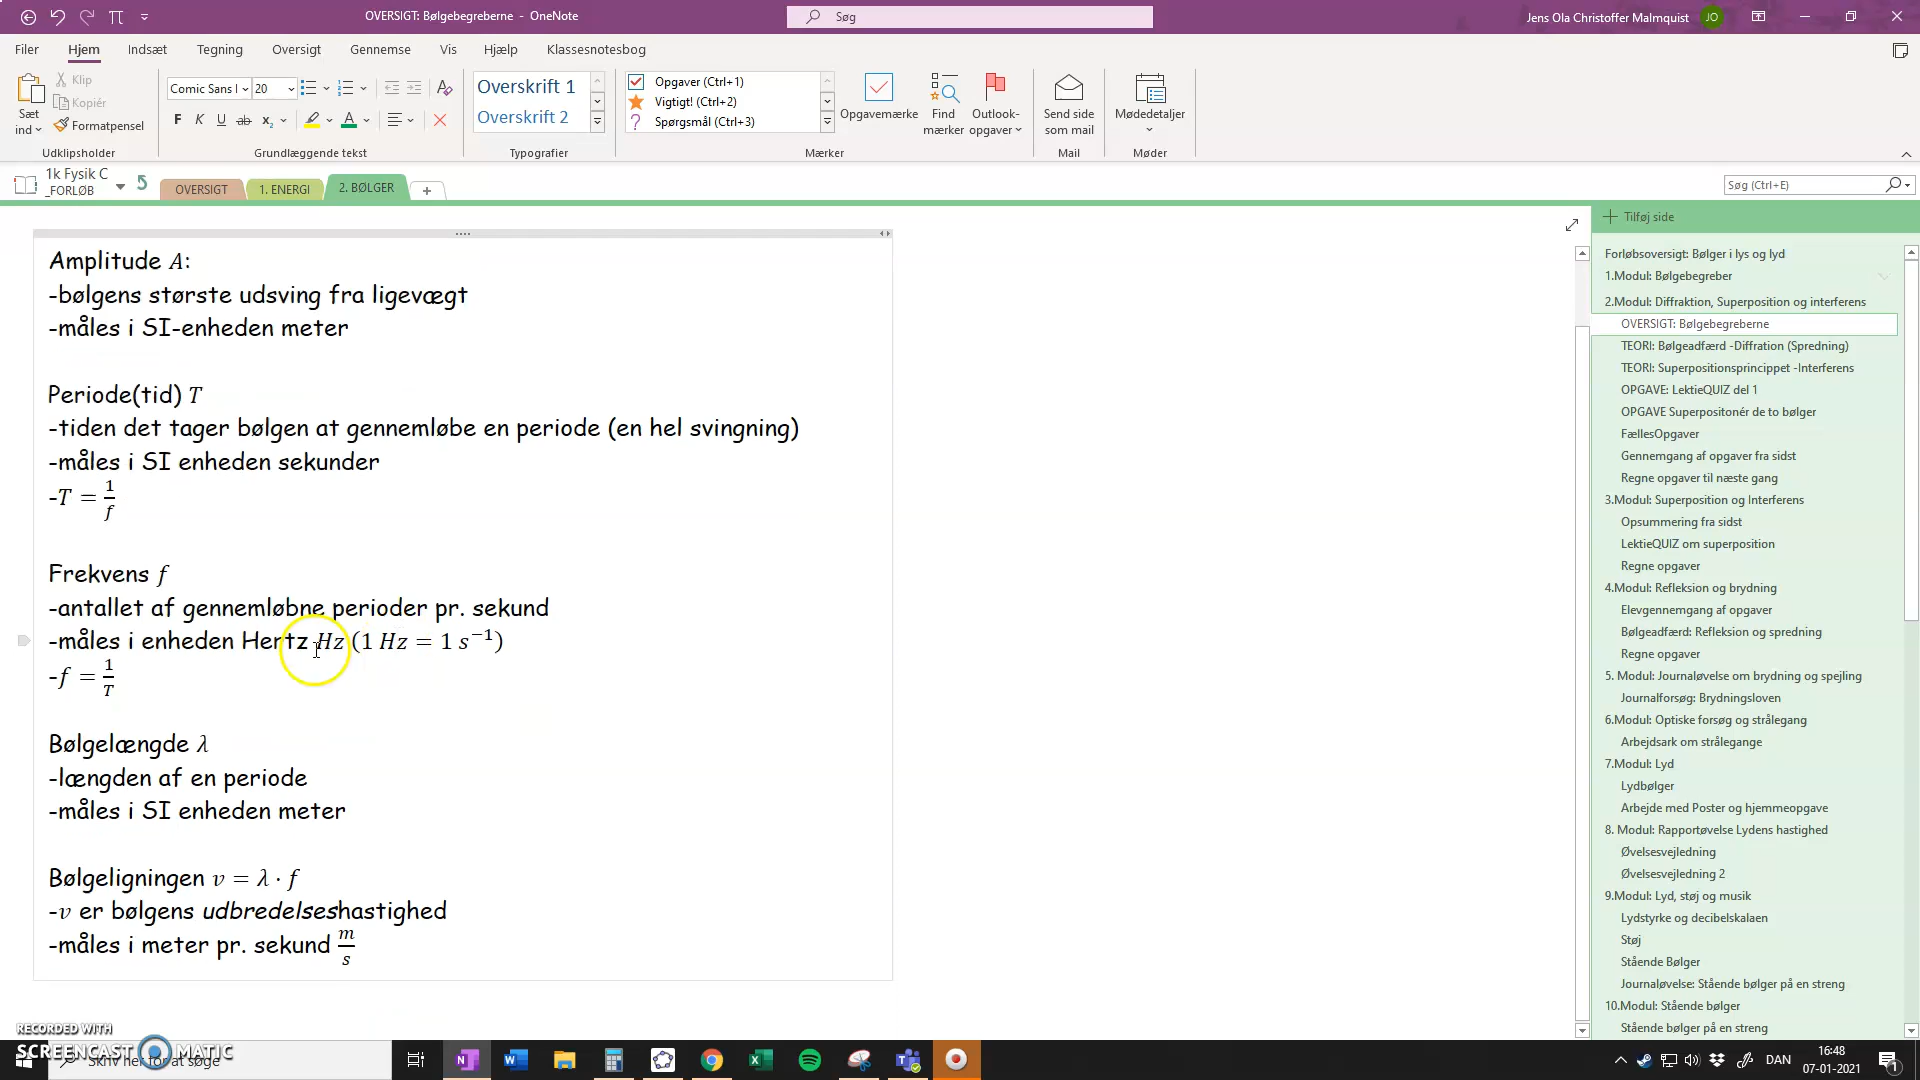 OVERSIGT: Bølgebegreberne - OneNote
Søg
Jens Ola Christoffer Malmquist
JO
Filer Hjem Indsæt Tegning Oversigt Gennemse Vis Hjælp Klassesnotesbog
Sæt ind
Klip
Kopiér
Formatpensel
Udklipsholder
Comic Sans I 20
F K U ab x₂ A
Grundlæggende tekst
Overskrift 1
Overskrift 2
Typografier
Opgaver (Ctrl+1)
Vigtigt! (Ctrl+2)
Spørgsmål (Ctrl+3)
Opgavemærke
Find mærker
Outlook-opgaver
Mærker
Send side som mail
Mail
Mødedetaljer
Møder
1k Fysik C
_FORLØB
OVERSIGT 1. ENERGI 2. BØLGER
Søg (Ctrl+E)
Amplitude A:
-bølgens største udsving fra ligevægt
-måles i SI-enheden meter
Periode(tid) T
-tiden det tager bølgen at gennemløbe en periode (en hel svingning)
-måles i SI enheden sekunder
-T = 1/f
Frekvens f
-antallet af gennemløbne perioder pr. sekund
-måles i enheden Hertz Hz (1 Hz = 1 s⁻¹)
-f = 1/T
Bølgelængde λ
-længden af en periode
-måles i SI enheden meter
Bølgeligningen v = λ · f
-v er bølgens udbredelseshastighed
-måles i meter pr. sekund m/s
Tilføj side
Forløbsoversigt: Bølger i lys og lyd
1.Modul: Bølgebegreber
2.Modul: Diffraktion, Superposition og interferens
OVERSIGT: Bølgebegreberne
TEORI: Bølgeadfærd -Diffration (Spredning)
TEORI: Superpositionsprincippet -Interferens
OPGAVE: LektieQUIZ del 1
OPGAVE Superpositonér de to bølger
FællesOpgaver
Gennemgang af opgaver fra sidst
Regne opgaver til næste gang
3.Modul: Superposition og Interferens
Opsummering fra sidst
LektieQUIZ om superposition
Regne opgaver
4.Modul: Refleksion og brydning
Elevgennemgang af opgaver
Bølgeadfærd: Refleksion og spredning
Regne opgaver
5. Modul: Journaløvelse om brydning og spejling
Journalforsøg: Brydningsloven
6.Modul: Optiske forsøg og strålegang
Arbejdsark om strålegange
7.Modul: Lyd
Lydbølger
Arbejde med Poster og hjemmeopgave
8. Modul: Rapportøvelse Lydens hastighed
Øvelsesvejledning
Øvelsesvejledning 2
9.Modul: Lyd, støj og musik
Lydstyrke og decibelskalaen
Støj
Stående Bølger
Journaløvelse: Stående bølger på en streng
10.Modul: Stående bølger
Stående bølger på en streng
RECORDED WITH
SCREENCAST MATIC
Skriv her for at søge
DAN
16:48
07-01-2021
1